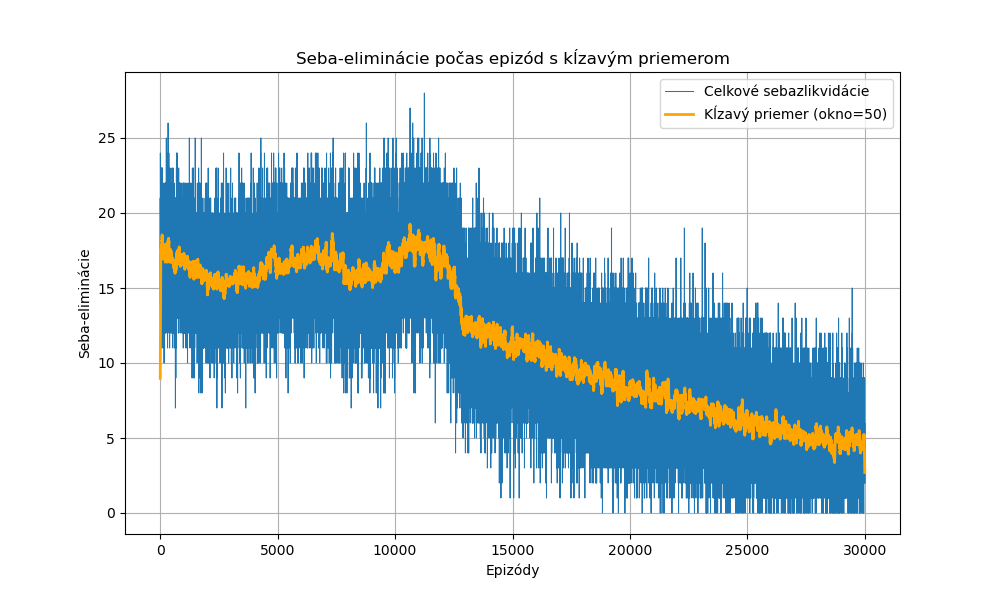 Seba-eliminácie počas epizód s kĺzavým priemerom
Celkové sebazlikvidácie
Kĺzavý priemer (okno=50)
Seba-eliminácie
25
20
15
10
5
0
0 5000 10000 15000 20000 25000 30000
Epizódy